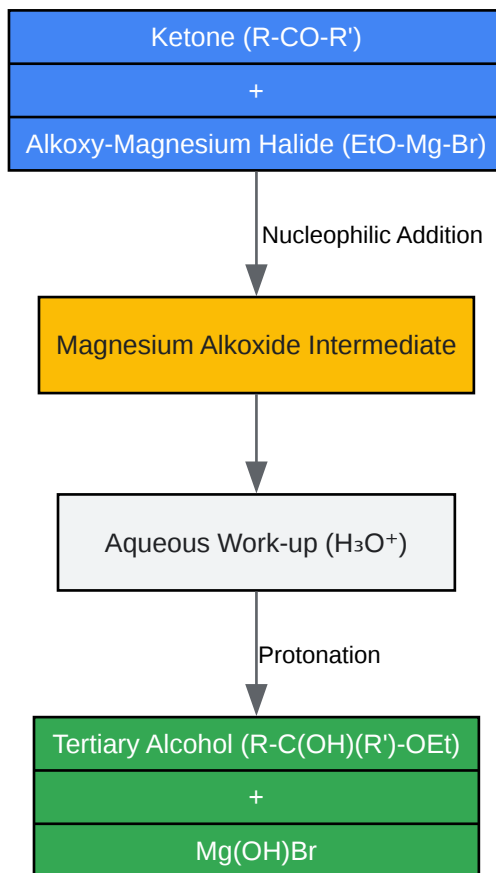 Ketone (R-CO-R')
+
Alkoxy-Magnesium Halide (EtO-Mg-Br)
Nucleophilic Addition
Magnesium Alkoxide Intermediate
Aqueous Work-up (H₃O⁺)
Protonation
Tertiary Alcohol (R-C(OH)(R')-OEt)
+
Mg(OH)Br